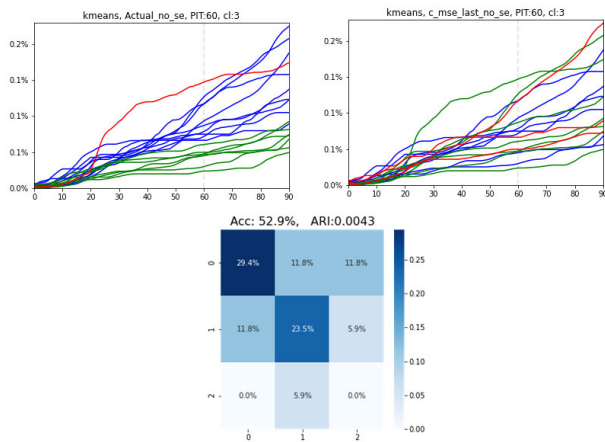 kmeans, Actual_no_se, PIT:60, cl:3
0.2%
0.1%
0.1%
0.1%
0.0%
0 10 20 30 40 50 60 70 80 90
kmeans, c_mse_last_no_se, PIT:60, cl:3
0.2%
0.1%
0.1%
0.1%
0.0%
0 10 20 30 40 50 60 70 80 90
Acc: 52.9%, ARI:0.0043
0 29.4% 11.8% 11.8%
1 11.8% 23.5% 5.9%
2 0.0% 5.9% 0.0%
0 1 2
0.25
0.20
0.15
0.10
0.05
0.00